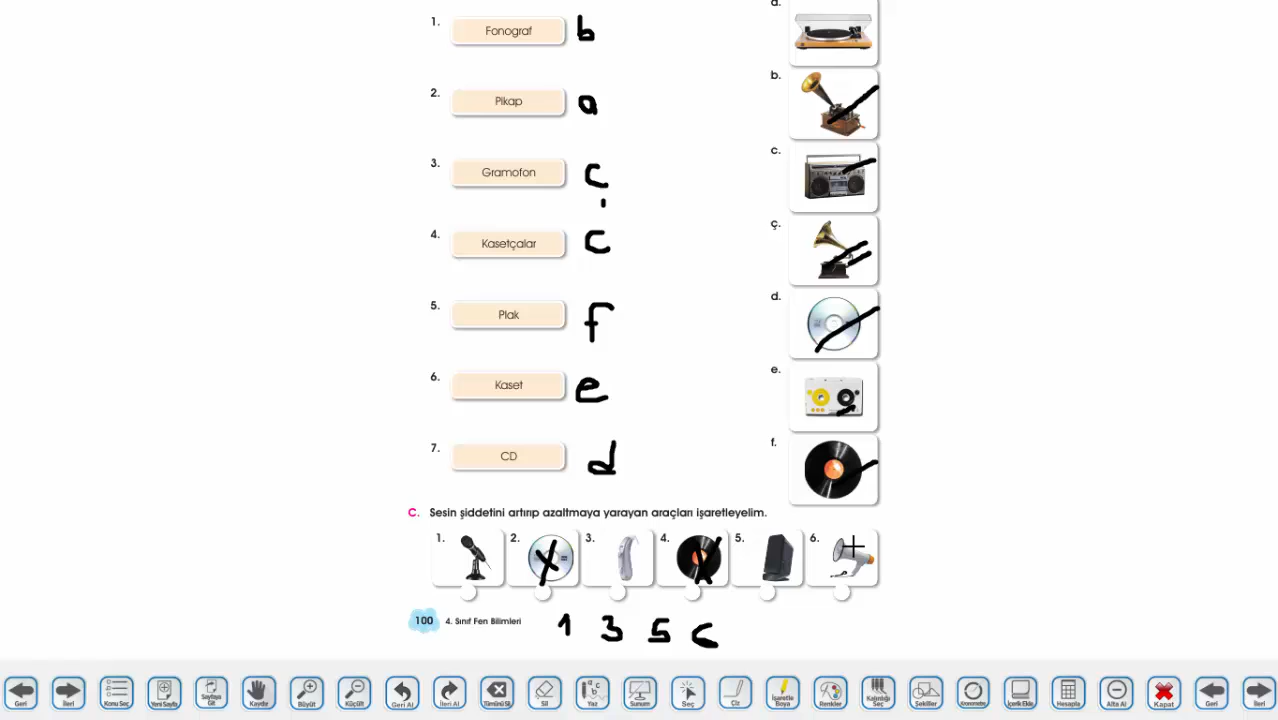 a.
1. Fonograf b
b.
2. Pikap a
c.
3. Gramofon ç
ç.
4. Kasetçalar c
d.
5. Plak f
e.
6. Kaset e
f.
7. CD d
C. Sesin şiddetini artırıp azaltmaya yarayan araçları işaretleyelim.
1. 2. 3. 4. 5. 6.
100 4. Sınıf Fen Bilimleri 1 3 5
Geri İleri Konu Seç Yeni Sayfa Sayfaya Git Kaydır Büyüt Küçült Geri Al İleri Al Tümünü Sil Sil Yaz Sunum Seç Çiz İşaretle Boya Renkler Kalınlığı Seç Şekiller Kronometre İçerik Ekle Hesapla Alta Al Kapat Geri İleri